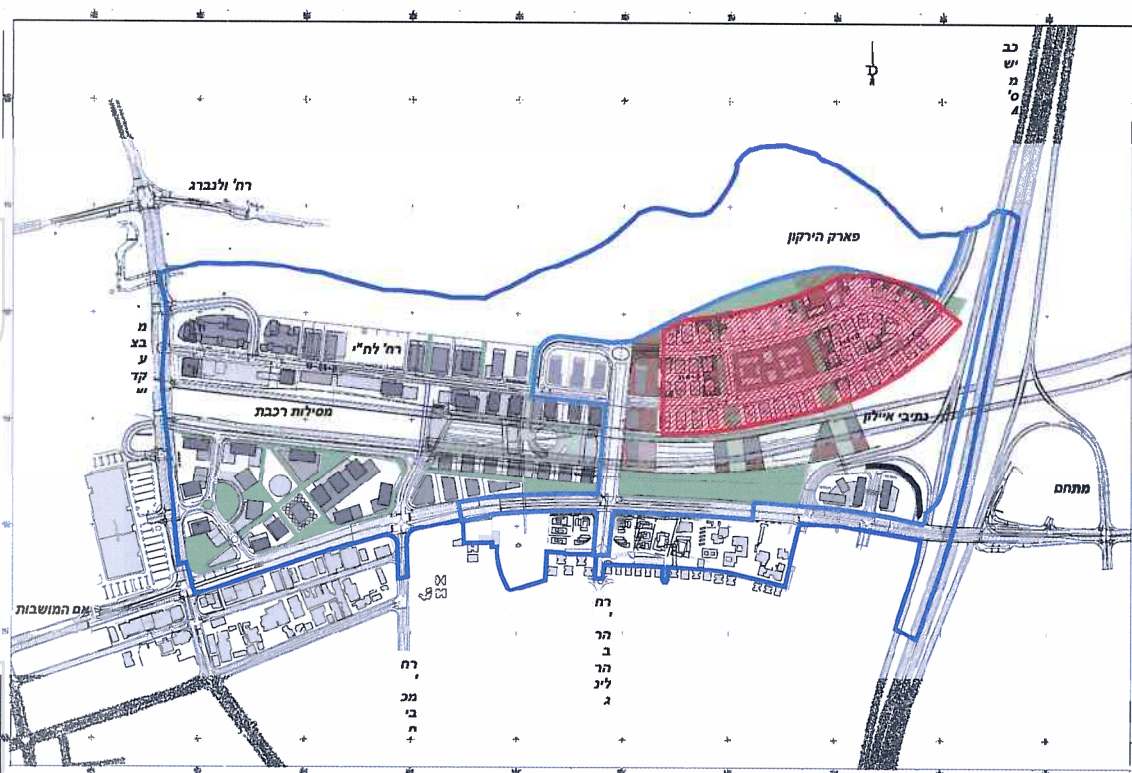 כב
יש
מ
ס'
4
רח' ולנברג
פארק הירקון
מ
בצ
ע
קד
ש
רח' לח"י
מסילות רכבת
נתיבי איילון
מתחם
אם המושבות
רח
'
הר
ב
הר
לינ
ג
רח
'
מכ
בי
ם